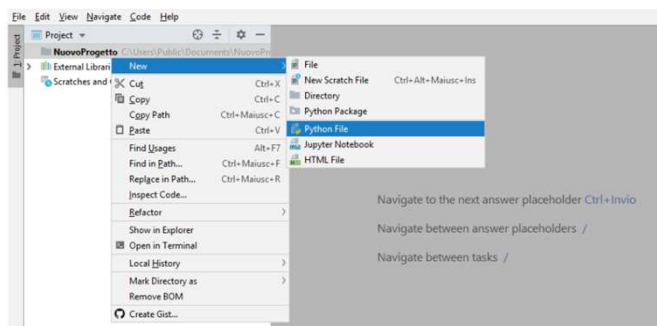 File Edit View Navigate Code Help
Project
1: Project
NuovoProgetto C:\Users\Public\Documents\NuovoPr
External Librari
Scratches and
New
Cut Ctrl+X
Copy Ctrl+C
Copy Path Ctrl+Maiusc+C
Paste Ctrl+V
Find Usages Alt+F7
Find in Path... Ctrl+Maiusc+F
Replace in Path... Ctrl+Maiusc+R
Inspect Code...
Refactor
Show in Explorer
Open in Terminal
Local History
Mark Directory as
Remove BOM
Create Gist...
File
New Scratch File Ctrl+Alt+Maiusc+Ins
Directory
Python Package
Python File
Jupyter Notebook
HTML File
Navigate to the next answer placeholder Ctrl+Invio
Navigate between answer placeholders /
Navigate between tasks /